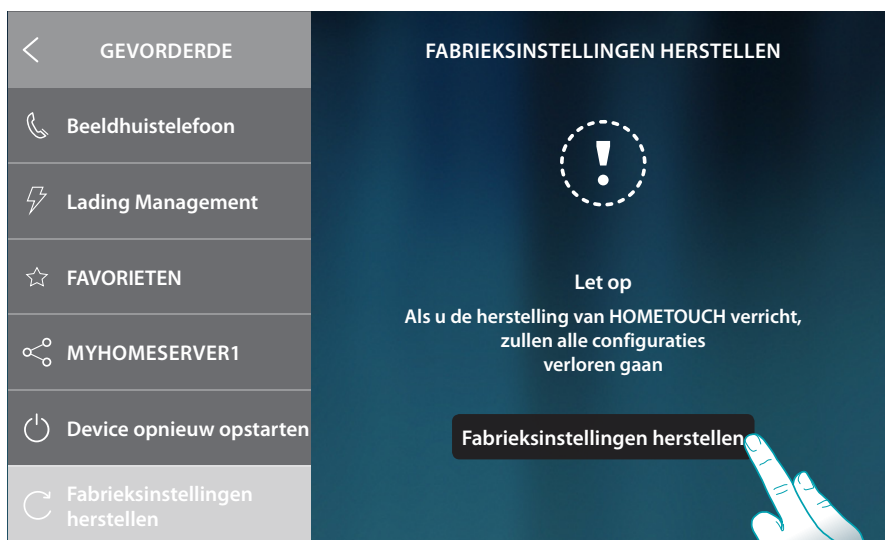 GEVORDERDE
Beeldhuistelefoon
Lading Management
FAVORIETEN
MYHOMESERVER1
Device opnieuw opstarten
Fabrieksinstellingen
herstellen
FABRIEKSINSTELLINGEN HERSTELLEN
!
Let op
Als u de herstelling van HOMETOUCH verricht,
zullen alle configuraties
verloren gaan
Fabrieksinstellingen herstellen